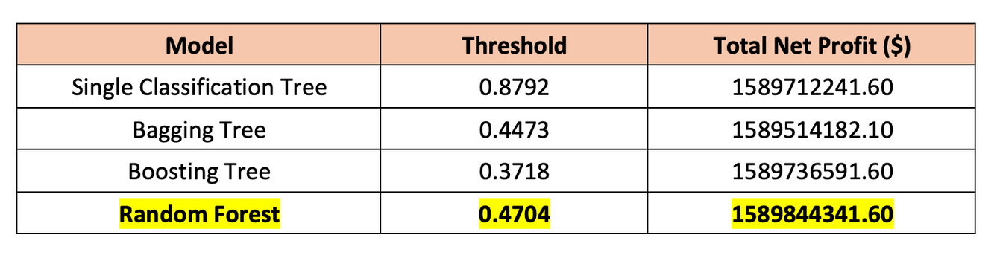 Model Threshold Total Net Profit ($)
Single Classification Tree 0.8792 1589712241.60
Bagging Tree 0.4473 1589514182.10
Boosting Tree 0.3718 1589736591.60
Random Forest 0.4704 1589844341.60